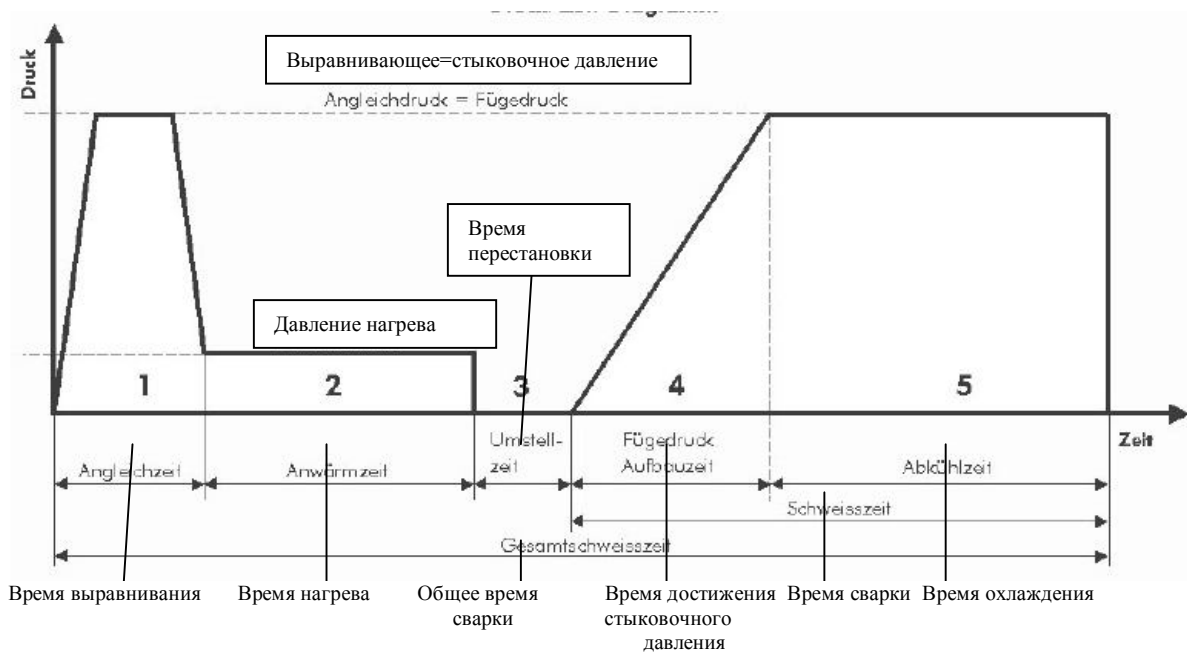 Druck
Выравнивающее=стыковочное давление
Angleichdruck = Fügedruck
Время
перестановки
Давление нагрева
1 2 3 4 5
Umstell-
zeit
Fügedruck
Aufbauzeit
Zeit
Angleichzeit Anwärmzeit Abkühlzeit
Schweisszeit
Gesamtschweisszeit
Время выравнивания Время нагрева Общее время
сварки
Время достижения
стыковочного
давления
Время сварки Время охлаждения